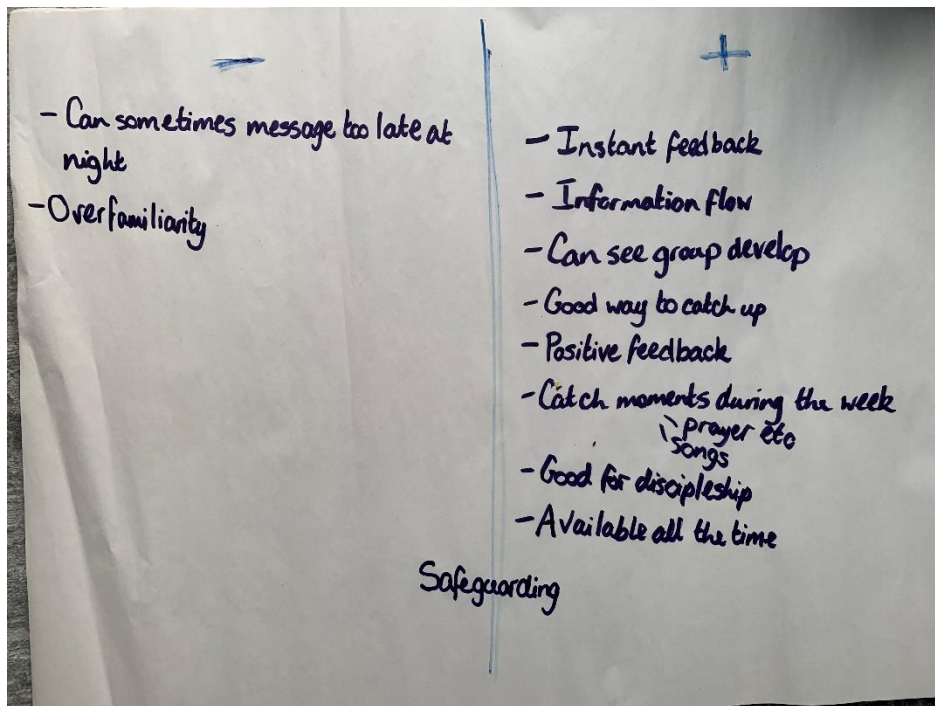 −
- Can sometimes message too late at
night
- Overfamiliarity
+
- Instant feedback
- Information flow
- Can see group develop
- Good way to catch up
- Positive feedback
- Catch moments during the week
prayer etc
songs
- Good for discipleship
- Available all the time
Safeguarding